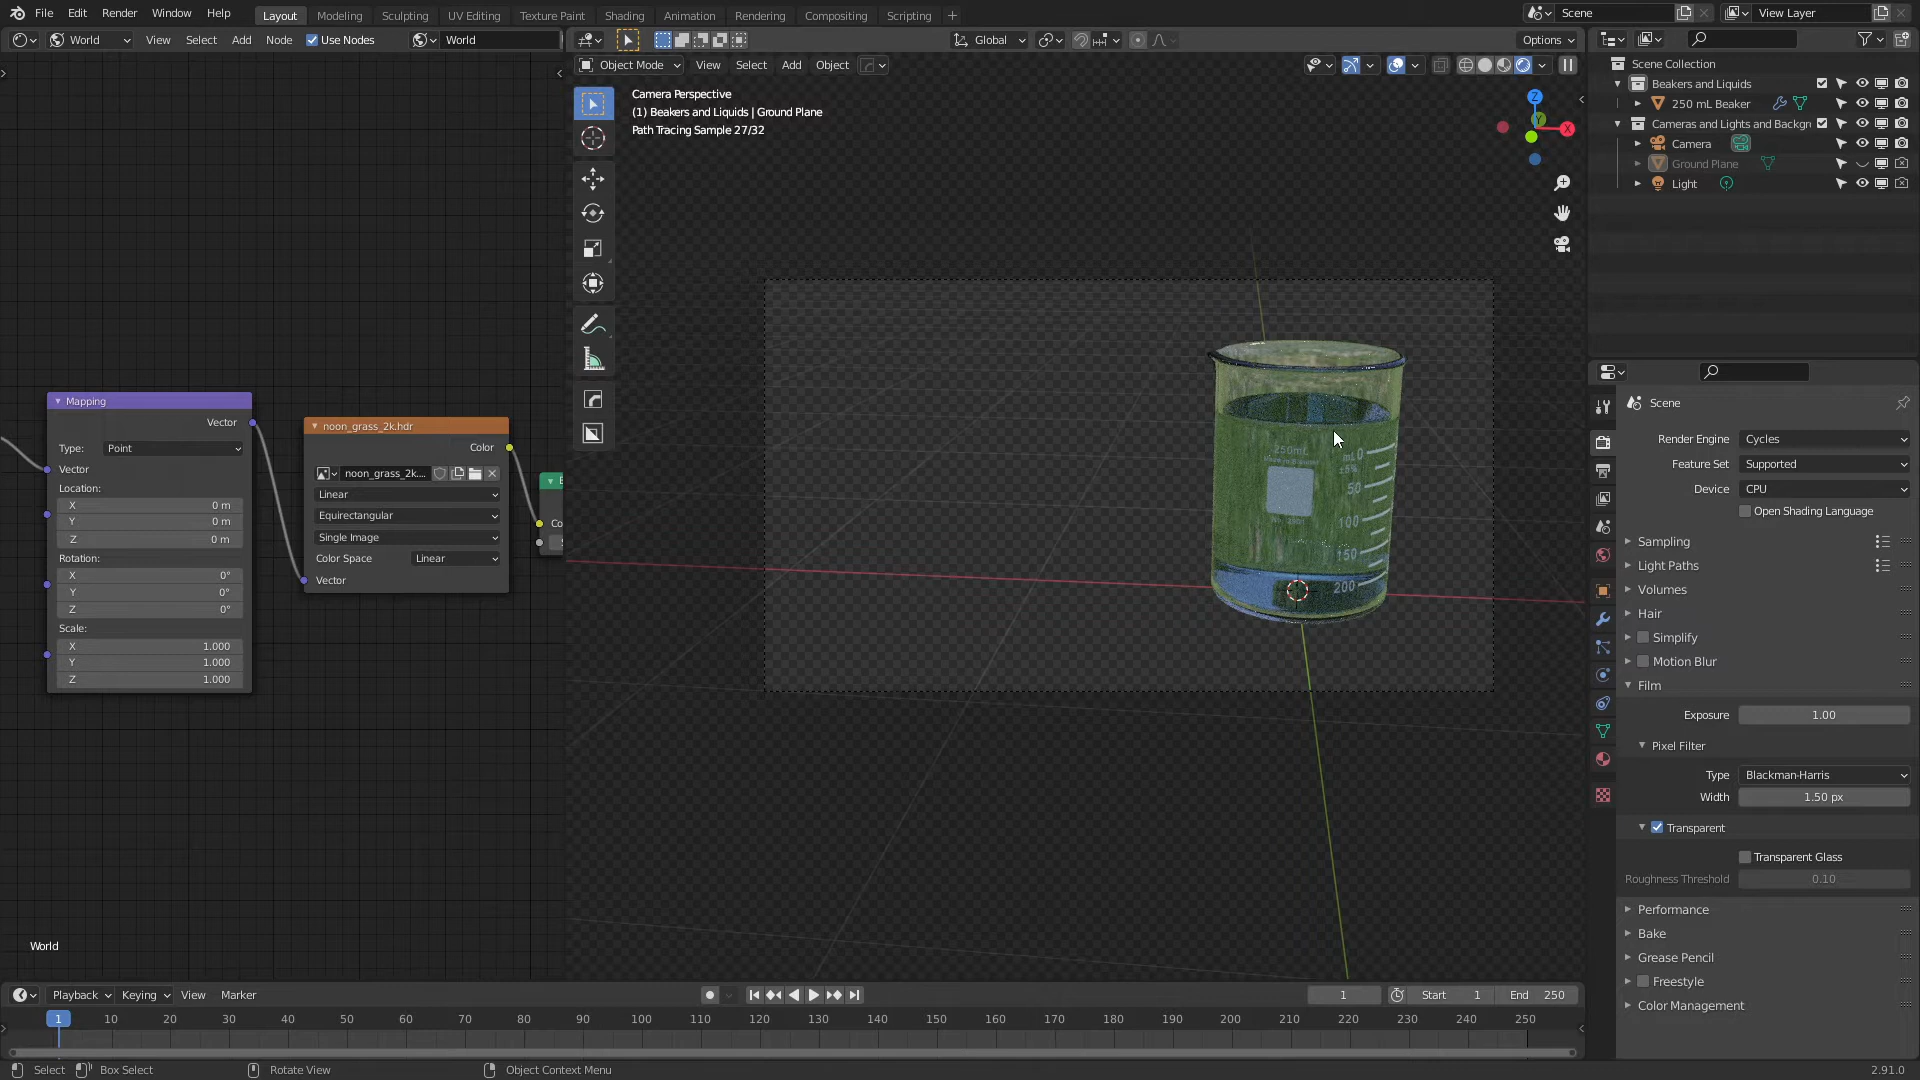 File Edit Render Window Help Layout Modeling Sculpting UV Editing Texture Paint Shading Animation Rendering Compositing Scripting + Scene View Layer
World View Select Add Node Use Nodes World Global Options
Object Mode View Select Add Object
Camera Perspective
(1) Beakers and Liquids | Ground Plane
Path Tracing Sample 27/32
Z
X
Scene Collection
Beakers and Liquids
250 mL Beaker
Cameras and Lights and Backgr
Camera
Ground Plane
Light
Mapping
Vector
Type: Point
Vector
Location:
X 0 m
Y 0 m
Z 0 m
Rotation:
X 0°
Y 0°
Z 0°
Scale:
X 1.000
Y 1.000
Z 1.000
noon_grass_2k.hdr
Color
noon_grass_2k....
Linear
Equirectangular
Single Image
Color Space Linear
Vector
Co
250mL
mL0
±5%
50
100
150
200
Scene
Render Engine Cycles
Feature Set Supported
Device CPU
Open Shading Language
Sampling
Light Paths
Volumes
Hair
Simplify
Motion Blur
Film
Exposure 1.00
Pixel Filter
Type Blackman-Harris
Width 1.50 px
Transparent
Transparent Glass
Roughness Threshold 0.10
Performance
Bake
Grease Pencil
Freestyle
Color Management
World
Playback Keying View Marker 1 Start 1 End 250
1 10 20 30 40 50 60 70 80 90 100 110 120 130 140 150 160 170 180 190 200 210 220 230 240 250
Select Box Select Rotate View Object Context Menu 2.91.0